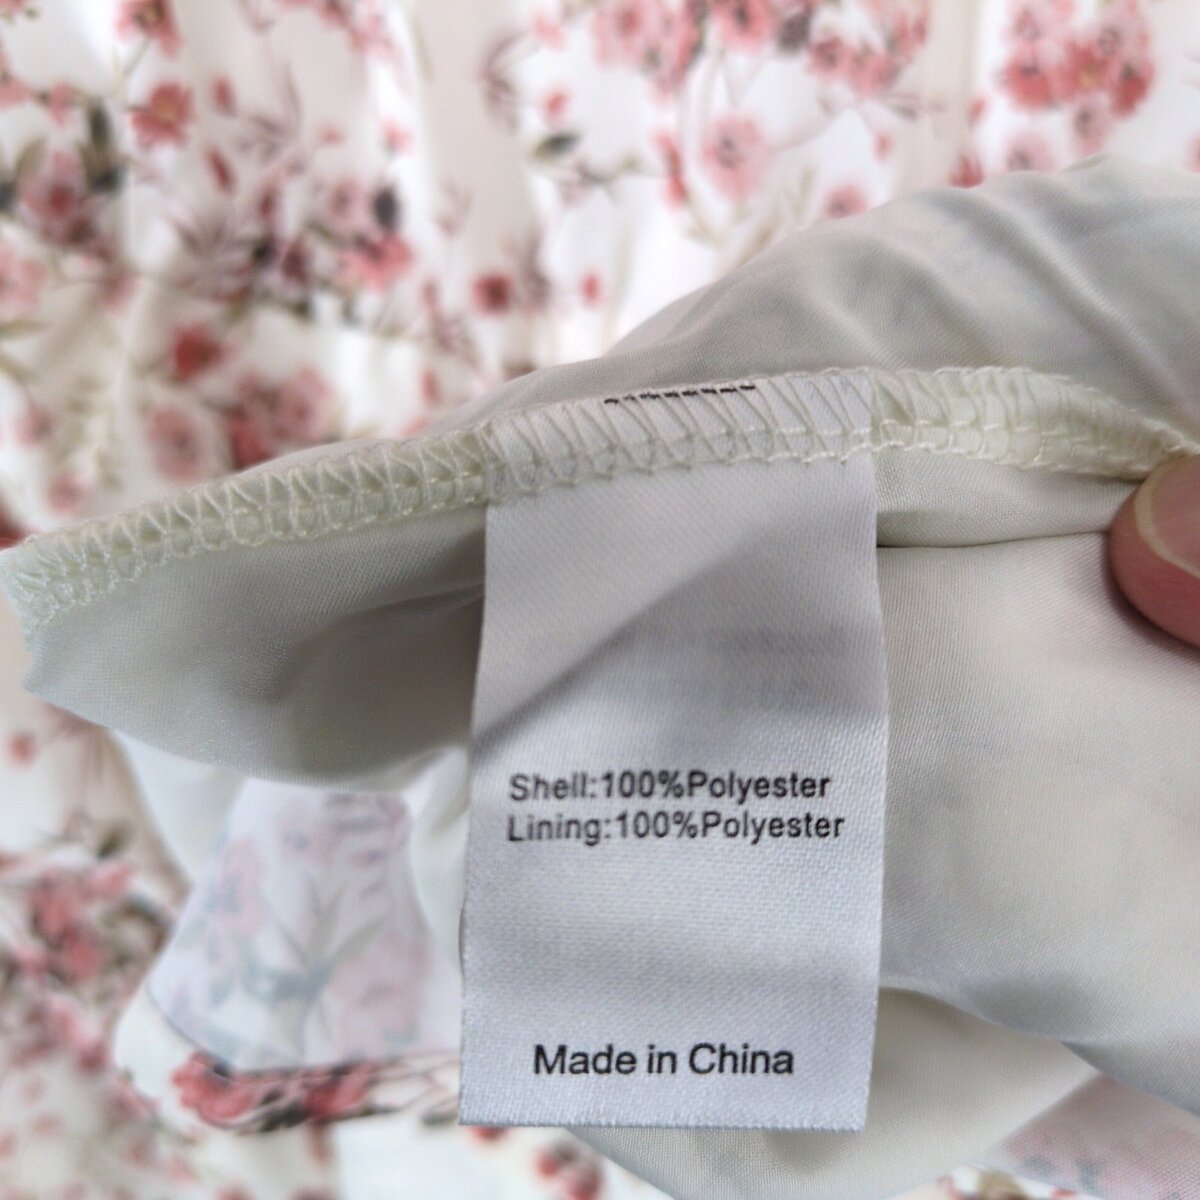 Shell:100%Polyester
Lining:100%Polyester
Made in China